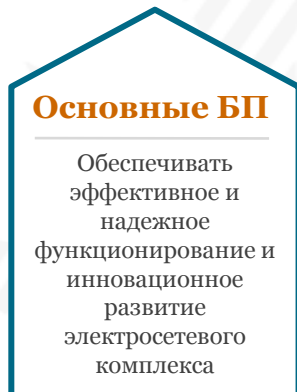 Основные БП
Обеспечивать
эффективное и
надежное
функционирование и
инновационное
развитие
электросетевого
комплекса